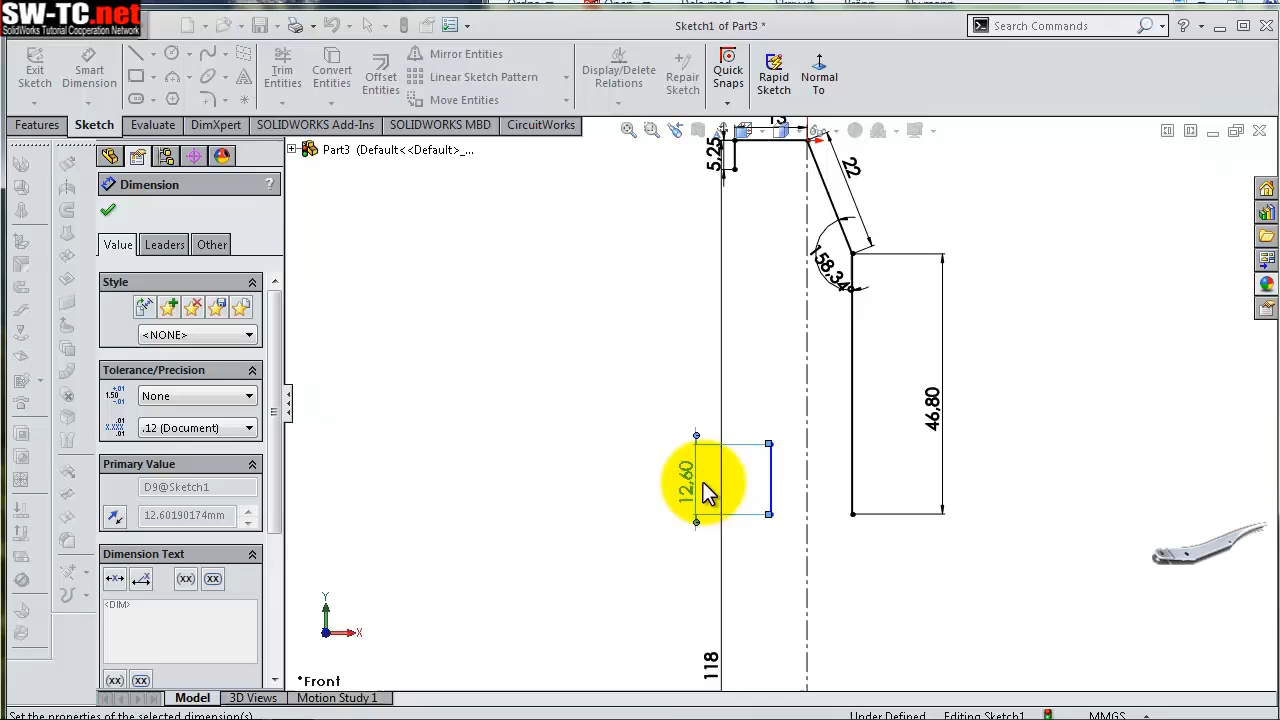 SW-TC.net
SolidWorks Tutorial Cooperation Network
Sketch1 of Part3
Search Commands
Exit Sketch
Smart Dimension
Trim Entities
Convert Entities
Offset Entities
Mirror Entities
Linear Sketch Pattern
Move Entities
Display/Delete Relations
Repair Sketch
Quick Snaps
Rapid Sketch
Normal To
Features
Sketch
Evaluate
DimXpert
SOLIDWORKS Add-Ins
SOLIDWORKS MBD
CircuitWorks
Part3 (Default<<Default>_...
Dimension
?
Value
Leaders
Other
Style
<NONE>
Tolerance/Precision
None
.12 (Document)
Primary Value
D9@Sketch1
12.60190174mm
Dimension Text
<DIM>
(xx)
(xx)
13
5,25
22
158,34°
46,80
12,60
118
Y
X
*Front
Model
3D Views
Motion Study 1
Set the properties of the selected dimension(s).
Under Defined
Editing Sketch1
MMGS